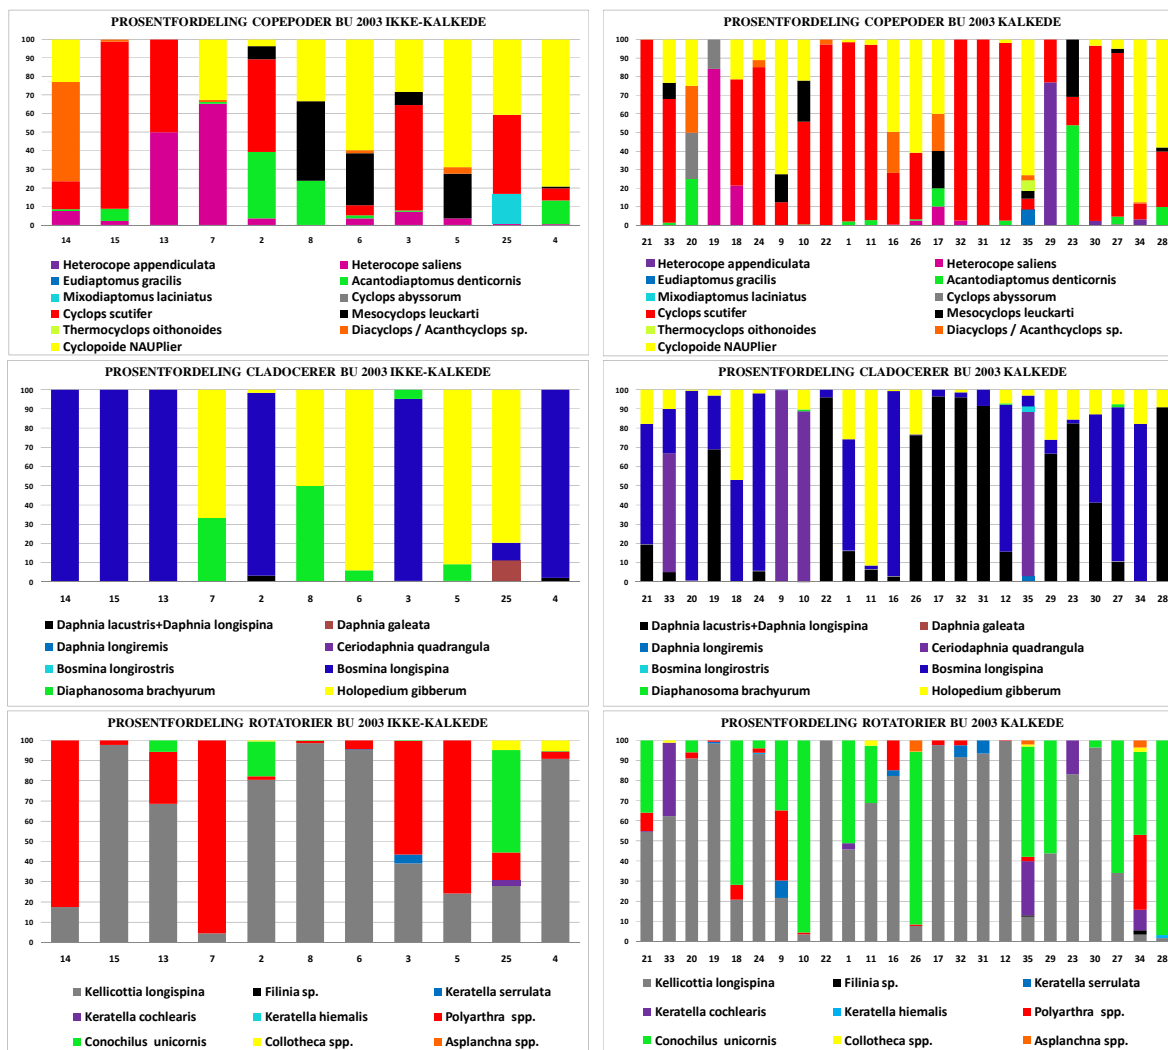 PROSENTFORDELING COPEPODER BU 2003 IKKE-KALKEDE
100
90
80
70
60
50
40
30
20
10
0
14 15 13 7 2 8 6 3 5 25 4
Heterocope appendiculata Heterocope saliens
Eudiaptomus gracilis Acantodiaptomus denticornis
Mixodiaptomus laciniatus Cyclops abyssorum
Cyclops scutifer Mesocyclops leuckarti
Thermocyclops oithonoides Diacyclops / Acanthcyclops sp.
Cyclopoide NAUPlier
PROSENTFORDELING COPEPODER BU 2003 KALKEDE
100
90
80
70
60
50
40
30
20
10
0
21 33 20 19 18 24 9 10 22 1 11 16 26 17 32 31 12 35 29 23 30 27 34 28
Heterocope appendiculata Heterocope saliens
Eudiaptomus gracilis Acantodiaptomus denticornis
Mixodiaptomus laciniatus Cyclops abyssorum
Cyclops scutifer Mesocyclops leuckarti
Thermocyclops oithonoides Diacyclops / Acanthcyclops sp.
Cyclopoide NAUPlier
PROSENTFORDELING CLADOCERER BU 2003 IKKE-KALKEDE
100
90
80
70
60
50
40
30
20
10
0
14 15 13 7 2 8 6 3 5 25 4
Daphnia lacustris+Daphnia longispina Daphnia galeata
Daphnia longiremis Ceriodaphnia quadrangula
Bosmina longirostris Bosmina longispina
Diaphanosoma brachyurum Holopedium gibberum
PROSENTFORDELING CLADOCERER BU 2003 KALKEDE
100
90
80
70
60
50
40
30
20
10
0
21 33 20 19 18 24 9 10 22 1 11 16 26 17 32 31 12 35 29 23 30 27 34 28
Daphnia lacustris+Daphnia longispina Daphnia galeata
Daphnia longiremis Ceriodaphnia quadrangula
Bosmina longirostris Bosmina longispina
Diaphanosoma brachyurum Holopedium gibberum
PROSENTFORDELING ROTATORIER BU 2003 IKKE-KALKEDE
100
90
80
70
60
50
40
30
20
10
0
14 15 13 7 2 8 6 3 5 25 4
Kellicottia longispina Filinia sp. Keratella serrulata
Keratella cochlearis Keratella hiemalis Polyarthra spp.
Conochilus unicornis Collotheca spp. Asplanchna spp.
PROSENTFORDELING ROTATORIER BU 2003 KALKEDE
100
90
80
70
60
50
40
30
20
10
0
21 33 20 19 18 24 9 10 22 1 11 16 26 17 32 31 12 35 29 23 30 27 34 28
Kellicottia longispina Filinia sp. Keratella serrulata
Keratella cochlearis Keratella hiemalis Polyarthra spp.
Conochilus unicornis Collotheca spp. Asplanchna spp.